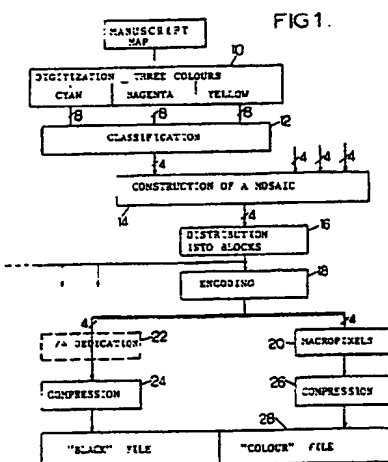 FIG1.
MANUSCRIPT
MAP
10
DIGITIZATION THREE COLOURS
CYAN MAGENTA YELLOW
8 8 8
12
CLASSIFICATION
4 4 4 4
CONSTRUCTION OF A MOSAIC
14
4
16
DISTRIBUTION
INTO BLOCKS
18
ENCODING
4 4
22
DEDICATION
20
MACROPIXELS
24
COMPRESSION
26
COMPRESSION
28
"BLACK" FILE "COLOUR" FILE